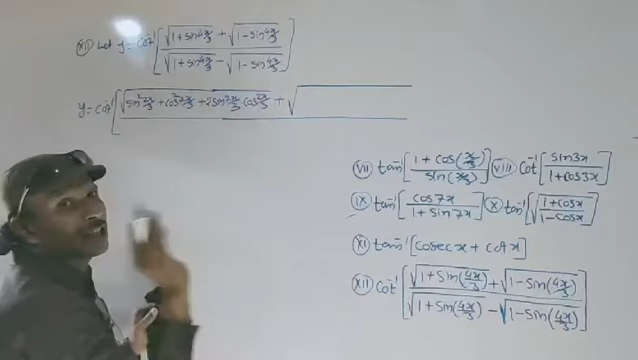 (XII) Let y = cot⁻¹ [ (√(1+sin 4x/3) + √(1-sin 4x/3)) / (√(1+sin 4x/3) - √(1-sin 4x/3)) ]
y = cot⁻¹ [ √(sin² 2x/3 + cos² 2x/3 + 2 sin 2x/3 cos 2x/3) + √
(VII) tan⁻¹ [ (1 + cos(x/3)) / sin(x/3) ] (VIII) cot⁻¹ [ sin3x / (1+cos3x) ]
(IX) tan⁻¹ [ cos7x / (1 + sin7x) ] (X) tan⁻¹ [ √((1+cosx)/(1-cosx)) ]
(XI) tan⁻¹ [cosec x + cot x]
(XII) cot⁻¹ [ (√(1+sin(4x/3)) + √(1-sin(4x/3))) / (√(1+sin(4x/3)) - √(1-sin(4x/3))) ]